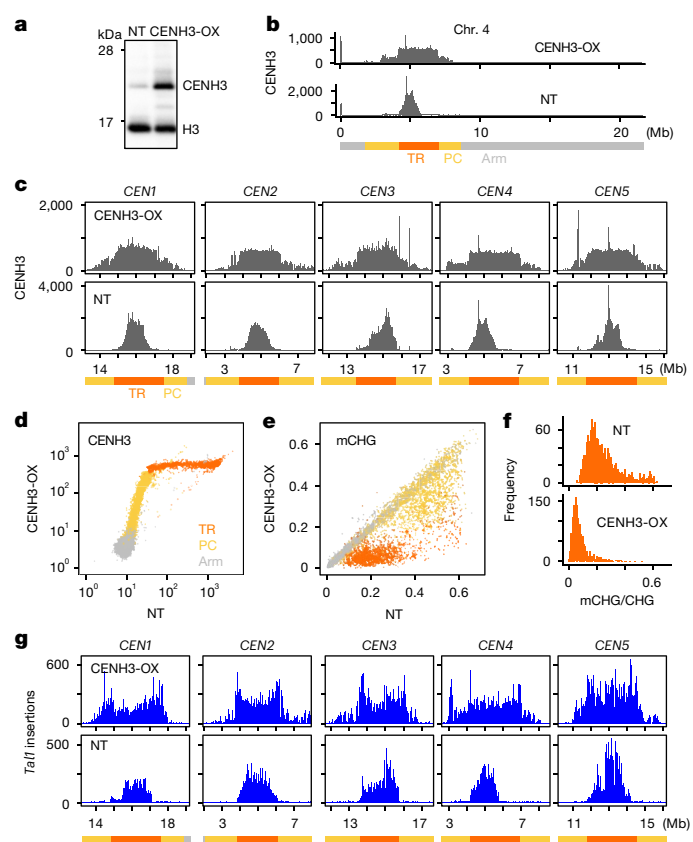 a
kDa NT CENH3-OX
28
CENH3
17
H3
b
Chr. 4
1,000
CENH3-OX
0
CENH3
2,000
NT
0
0 10 20 (Mb)
TR PC Arm
c
CEN1 CEN2 CEN3 CEN4 CEN5
2,000
CENH3-OX
0
CENH3
4,000
NT
0
14 18 3 7 13 17 3 7 11 15 (Mb)
TR PC
d
CENH3
10³
10²
10¹
10⁰
CENH3-OX
TR
PC
Arm
10⁰ 10¹ 10² 10³
NT
e
mCHG
0.6
0.4
0.2
0
CENH3-OX
0 0.2 0.4 0.6
NT
f
60
NT
0
Frequency
150
CENH3-OX
0
0 0.6
mCHG/CHG
g
CEN1 CEN2 CEN3 CEN4 CEN5
600
CENH3-OX
0
Tal1 insertions
500
NT
0
14 18 3 7 13 17 3 7 11 15 (Mb)